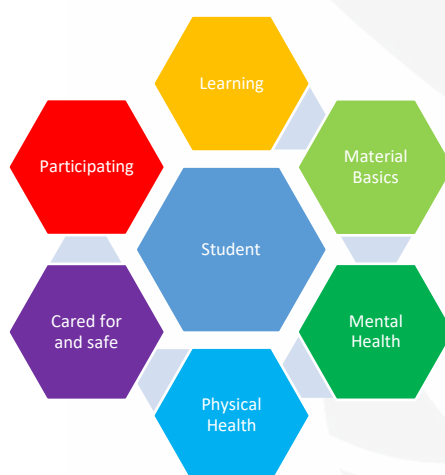 Learning
Participating
Material
Basics
Student
Cared for
and safe
Mental
Health
Physical
Health